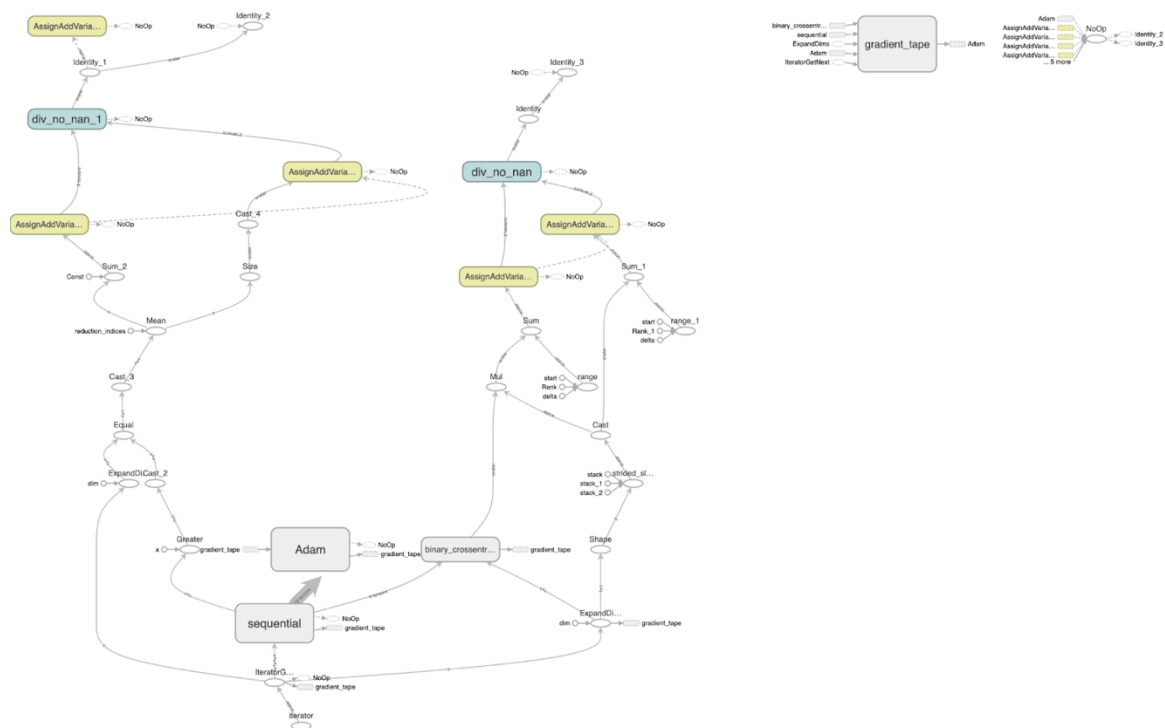 Identity_2
AssignAddVaria...
NoOp
NoOp
Identity_1
div_no_nan_1
NoOp
AssignAddVaria...
NoOp
Cast_4
AssignAddVaria...
NoOp
Sum_2
Const
Size
Mean
reduction_indices
Cast_3
Equal
ExpandDi...
Cast_2
dim
Greater
x
gradient_tape
Adam
NoOp
gradient_tape
sequential
NoOp
gradient_tape
IteratorG...
NoOp
gradient_tape
iterator
Identity_3
NoOp
Identity
div_no_nan
NoOp
AssignAddVaria...
NoOp
AssignAddVaria...
NoOp
Sum_1
start
Rank_1
delta
range_1
Sum
Mul
start
Rank
delta
range
Cast
stack
stack_1
stack_2
strided_sl...
binary_crossentr...
gradient_tape
Shape
ExpandDi...
dim
gradient_tape
binary_crossentr...
sequential
ExpandDims
Adam
IteratorGetNext
gradient_tape
Adam
Adam
AssignAddVaria...
AssignAddVaria...
AssignAddVaria...
AssignAddVaria...
... 5 more
NoOp
Identity_2
Identity_3